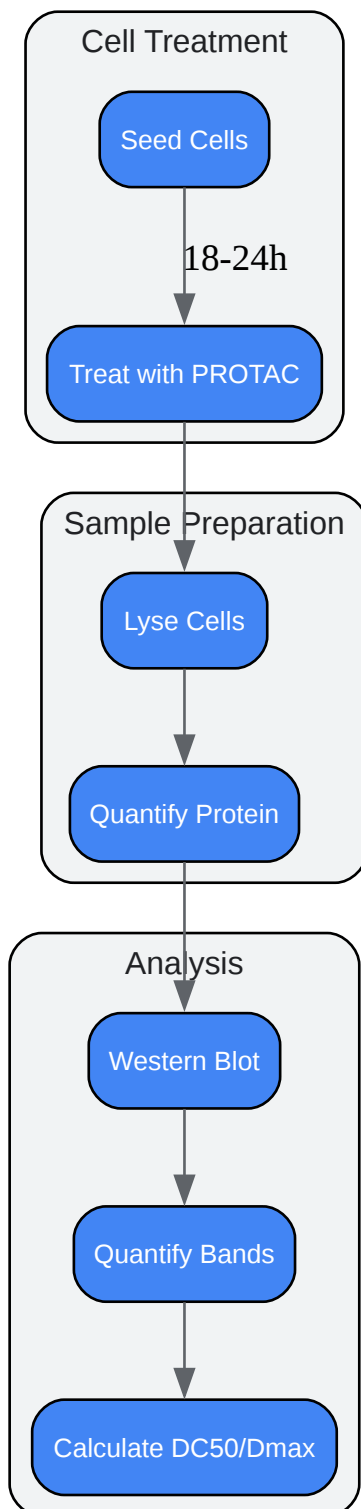 Cell Treatment
Seed Cells
18-24h
Treat with PROTAC
Sample Preparation
Lyse Cells
Quantify Protein
Analysis
Western Blot
Quantify Bands
Calculate DC50/Dmax